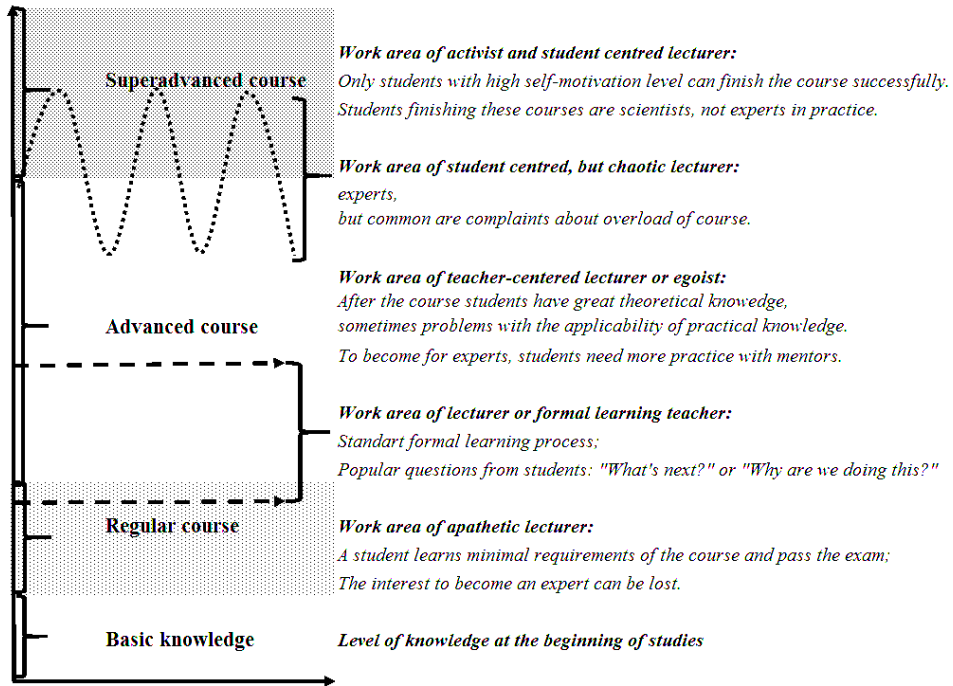 Work area of activist and student centred lecturer:
Superadvanced course
Only students with high self-motivation level can finish the course successfully.
Students finishing these courses are scientists, not experts in practice.
Work area of student centred, but chaotic lecturer:
experts,
but common are complaints about overload of course.
Work area of teacher-centered lecturer or egoist:
After the course students have great theoretical knowedge,
Advanced course
sometimes problems with the applicability of practical knowledge.
To become for experts, students need more practice with mentors.
Work area of lecturer or formal learning teacher:
Standart formal learning process;
Popular questions from students: "What's next?" or "Why are we doing this?"
Regular course
Work area of apathetic lecturer:
A student learns minimal requirements of the course and pass the exam;
The interest to become an expert can be lost.
Basic knowledge
Level of knowledge at the beginning of studies